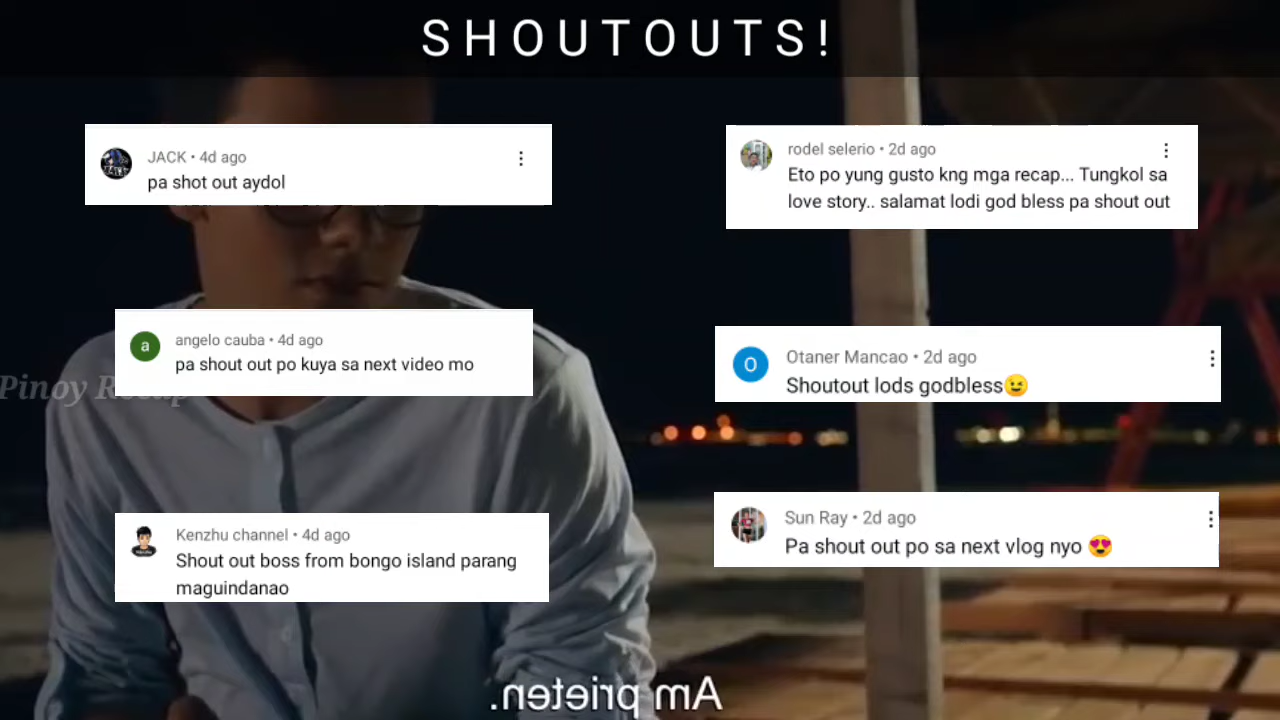 SHOUTOUTS!
JACK • 4d ago
pa shot out aydol
angelo cauba • 4d ago
pa shout out po kuya sa next video mo
Pinoy Recap
Kenzhu channel • 4d ago
Shout out boss from bongo island parang
maguindanao
rodel selerio • 2d ago
Eto po yung gusto kng mga recap... Tungkol sa
love story.. salamat lodi god bless pa shout out
Otaner Mancao • 2d ago
Shoutout lods godbless😉
Sun Ray • 2d ago
Pa shout out po sa next vlog nyo 😍
Am prieten.